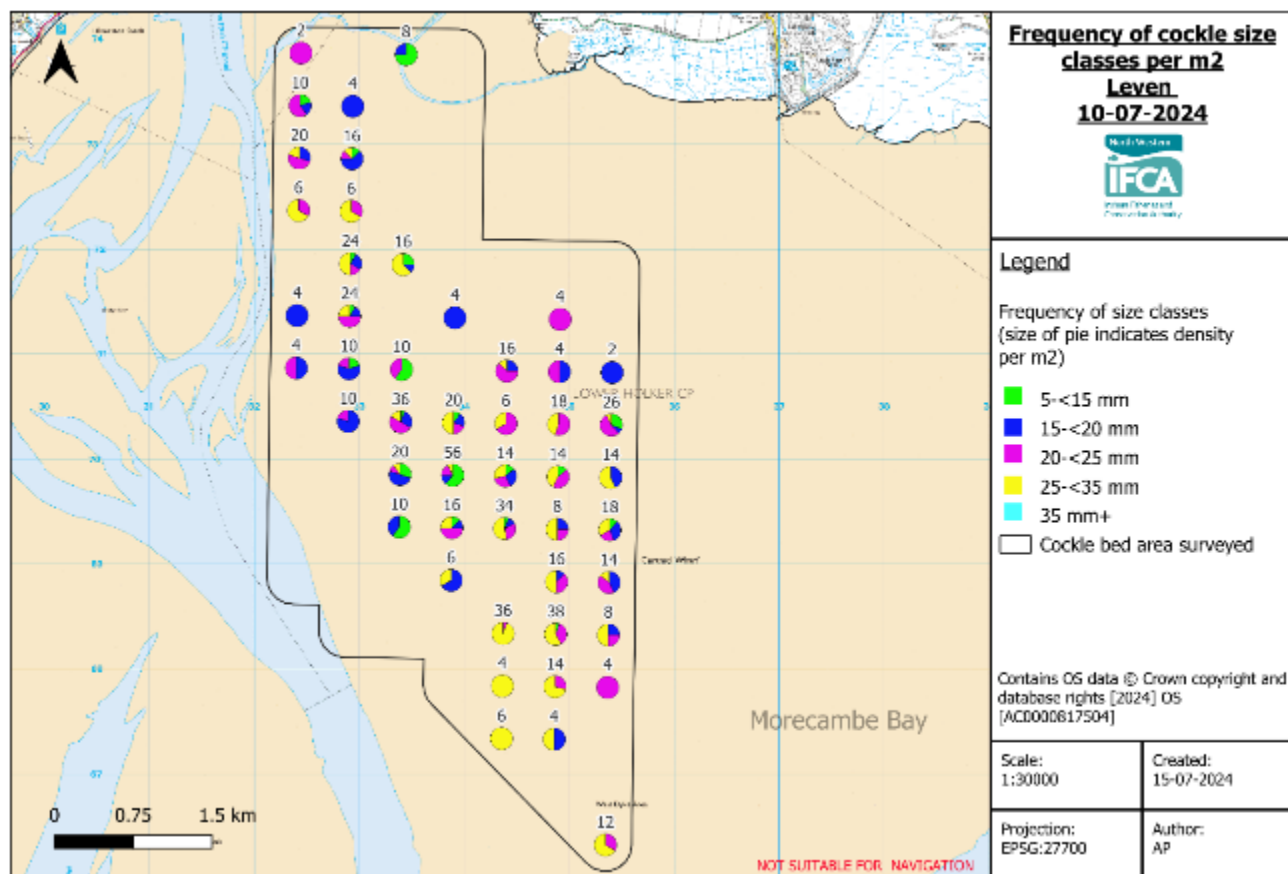 2
8
10
4
20
16
6
6
24
16
4
24
4
4
4
10
10
16
4
2
LOWER HOLKER CP
10
36
20
6
18
26
20
56
14
14
14
10
16
34
8
18
6
16
14
36
38
8
4
14
4
6
4
12
Morecambe Bay
0 0.75 1.5 km
NOT SUITABLE FOR NAVIGATION
Frequency of cockle size
classes per m2
Leven
10-07-2024
North Western
IFCA
Legend
Frequency of size classes
(size of pie indicates density
per m2)
5-<15 mm
15-<20 mm
20-<25 mm
25-<35 mm
35 mm+
Cockle bed area surveyed
Contains OS data © Crown copyright and
database rights [2024] OS
[AC0000817504]
Scale:
1:30000
Created:
15-07-2024
Projection:
EPSG:27700
Author:
AP